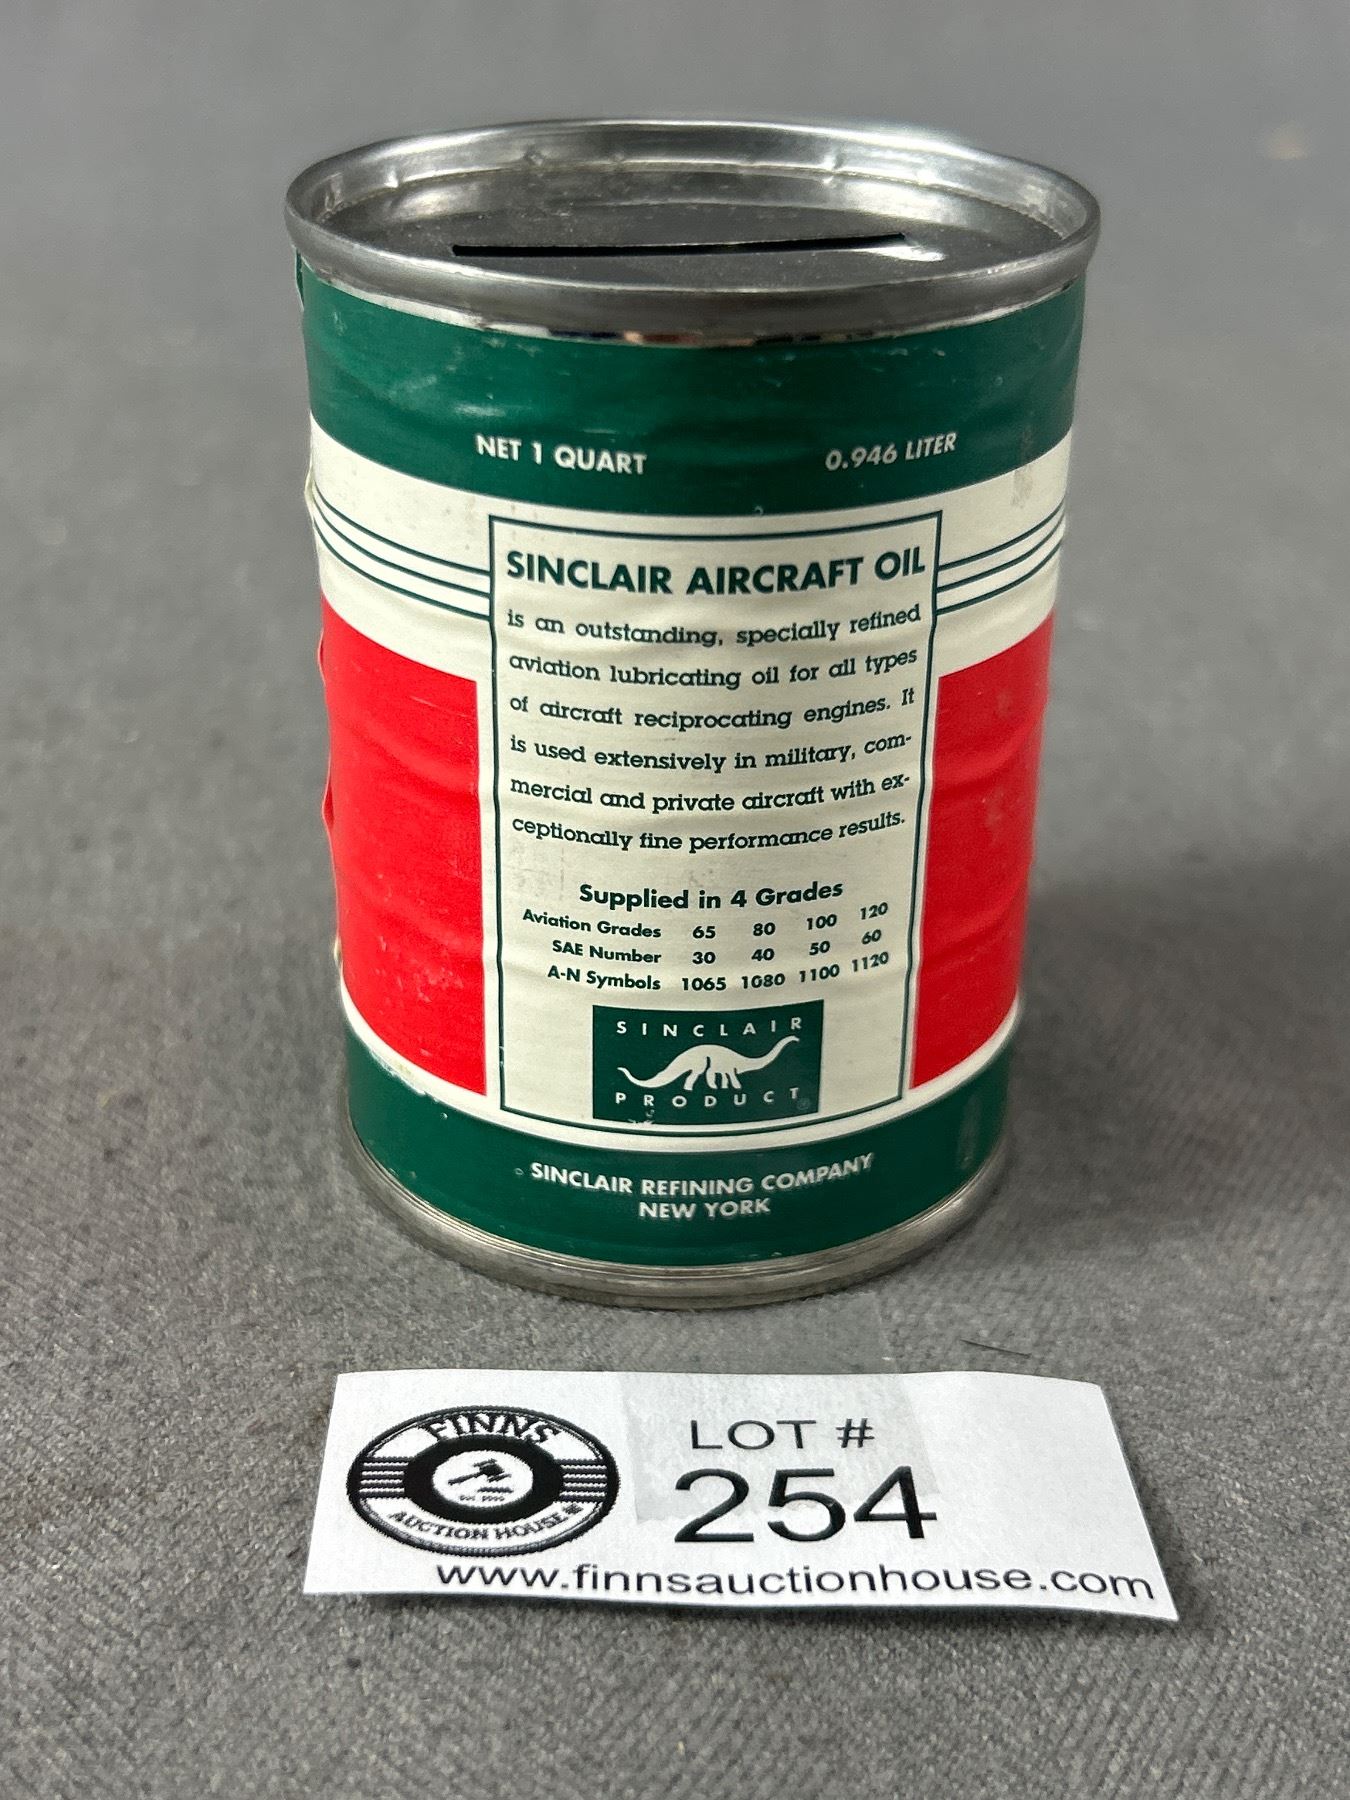 NET 1 QUART 0.946 LITER
SINCLAIR AIRCRAFT OIL
is an outstanding, specially refined
aviation lubricating oil for all types
of aircraft reciprocating engines. It
is used extensively in military, com-
mercial and private aircraft with ex-
ceptionally fine performance results.
Supplied in 4 Grades
Aviation Grades 65 80 100 120
SAE Number 30 40 50 60
A-N Symbols 1065 1080 1100 1120
SINCLAIR
PRODUCT
SINCLAIR REFINING COMPANY
NEW YORK
FINNS
AUCTION HOUSE
LOT #
254
www.finnsauctionhouse.com